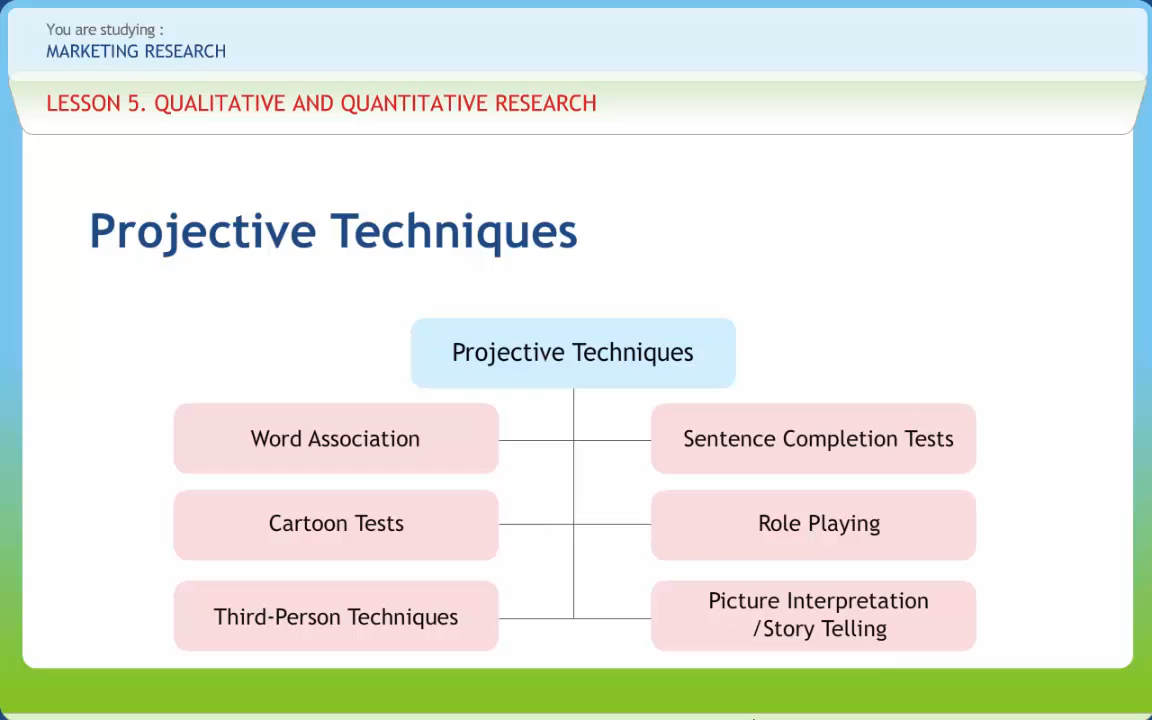 You are studying :
MARKETING RESEARCH
LESSON 5. QUALITATIVE AND QUANTITATIVE RESEARCH
Projective Techniques
Projective Techniques
Word Association
Sentence Completion Tests
Cartoon Tests
Role Playing
Third-Person Techniques
Picture Interpretation
/Story Telling